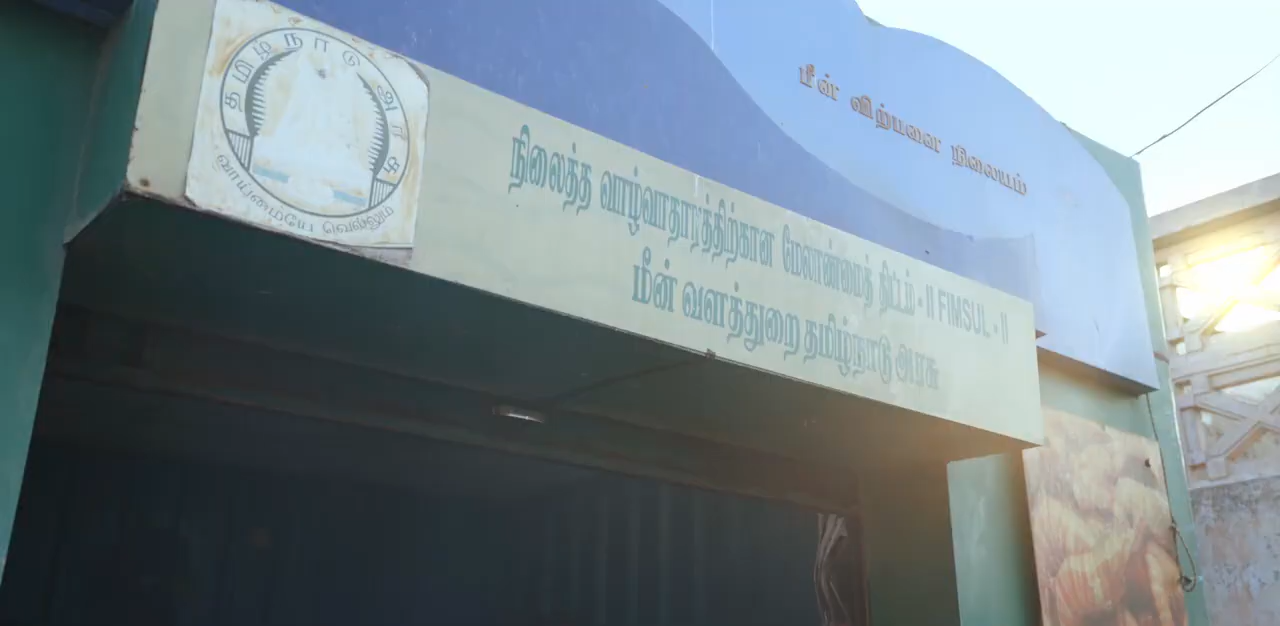 மீன் விற்பனை நிலையம்
தமிழ்நாடு அரசு
வாய்மையே வெல்லும்
நிலைத்த வாழ்வாதாரத்திற்கான மேலாண்மைத் திட்டம் - II FIMSUL - II
மீன் வளத்துறை தமிழ்நாடு அரசு